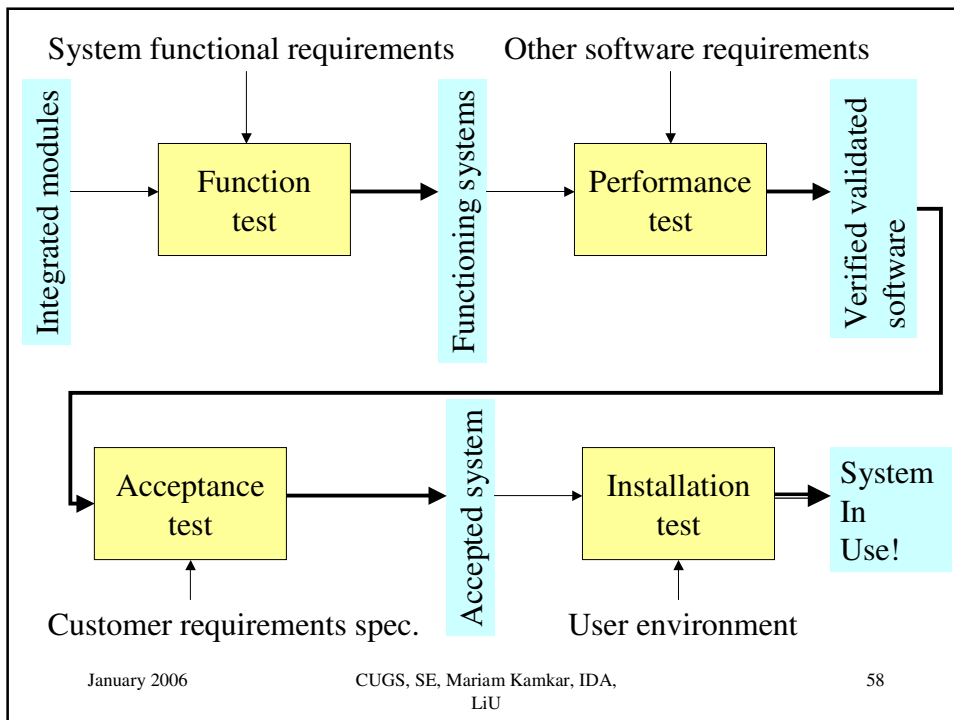 System functional requirements
Other software requirements
Integrated modules
Function
test
Functioning systems
Performance
test
Verified validated
software
Acceptance
test
Accepted system
Installation
test
System
In
Use!
Customer requirements spec.
User environment
January 2006
CUGS, SE, Mariam Kamkar, IDA,
LiU
58